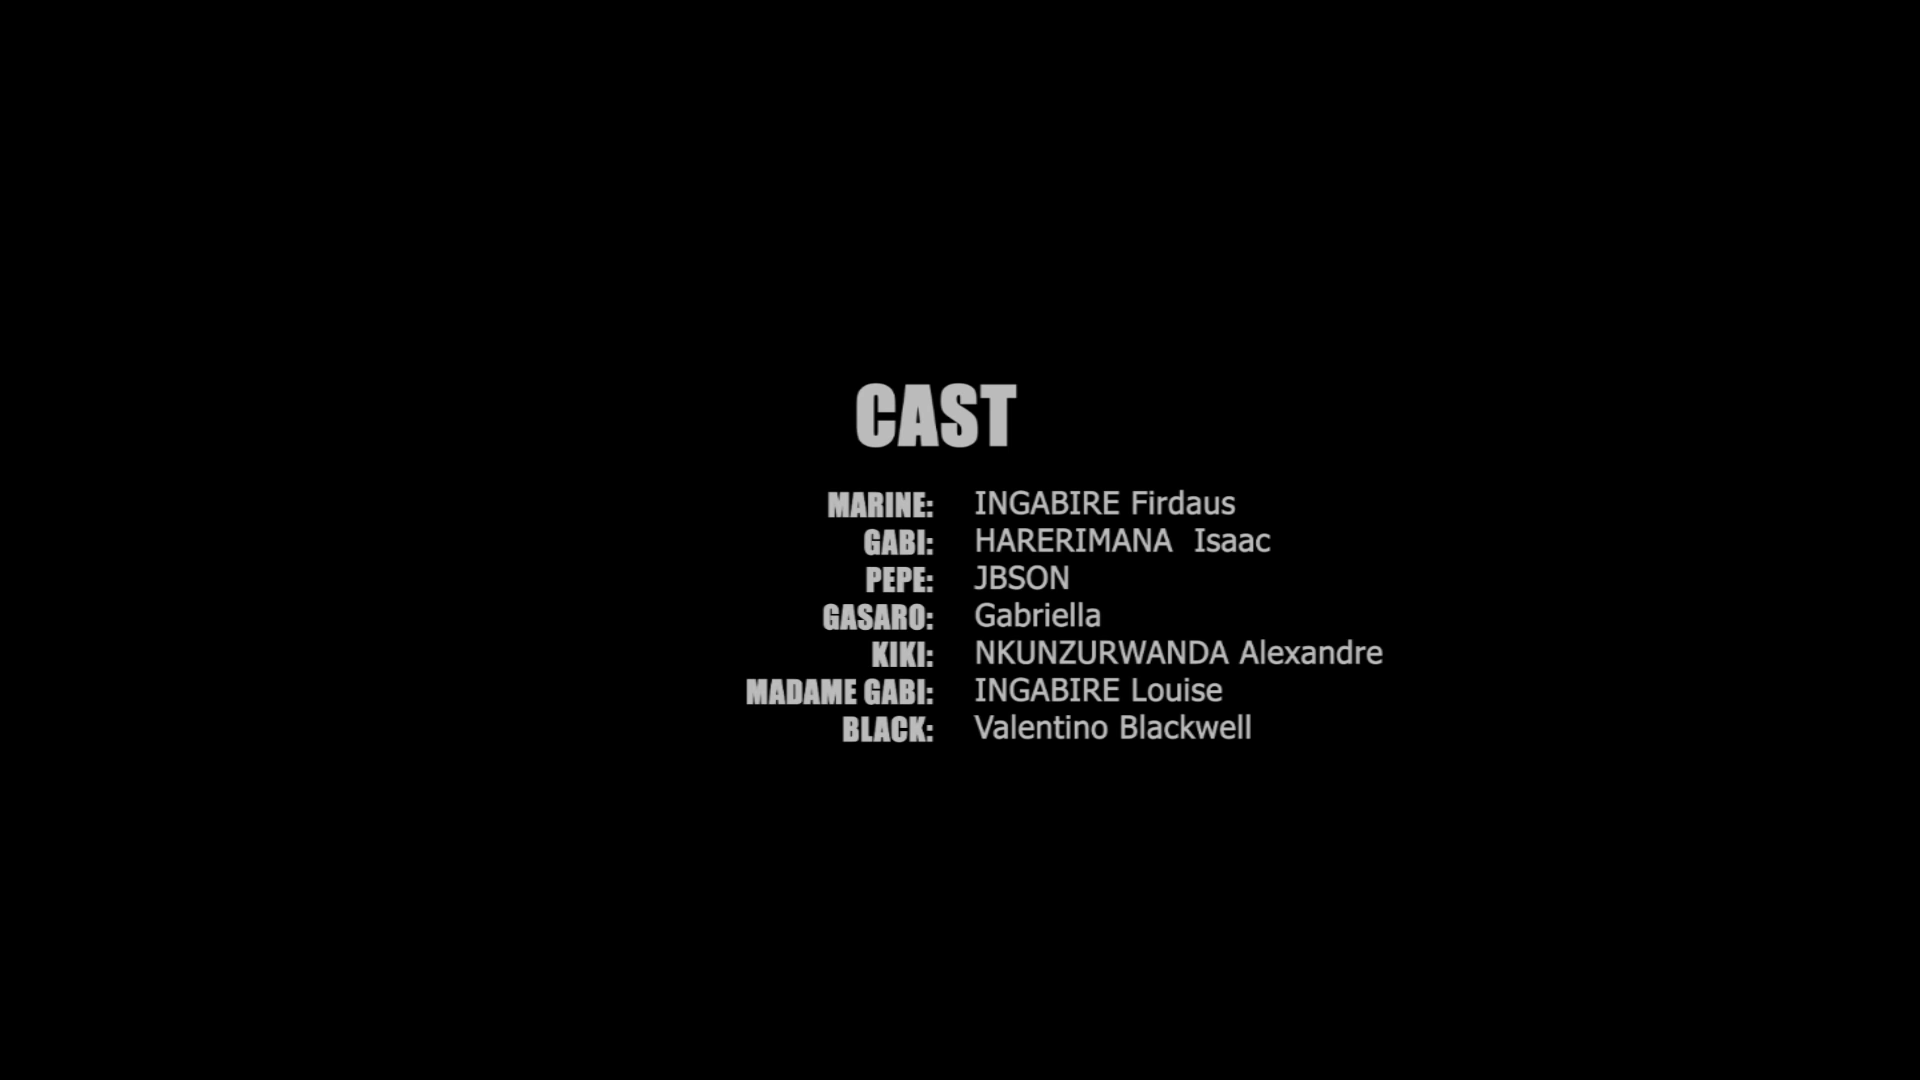 CAST
MARINE: INGABIRE Firdaus
GABI: HARERIMANA  Isaac
PEPE: JBSON
GASARO: Gabriella
KIKI: NKUNZURWANDA Alexandre
MADAME GABI: INGABIRE Louise
BLACK: Valentino Blackwell